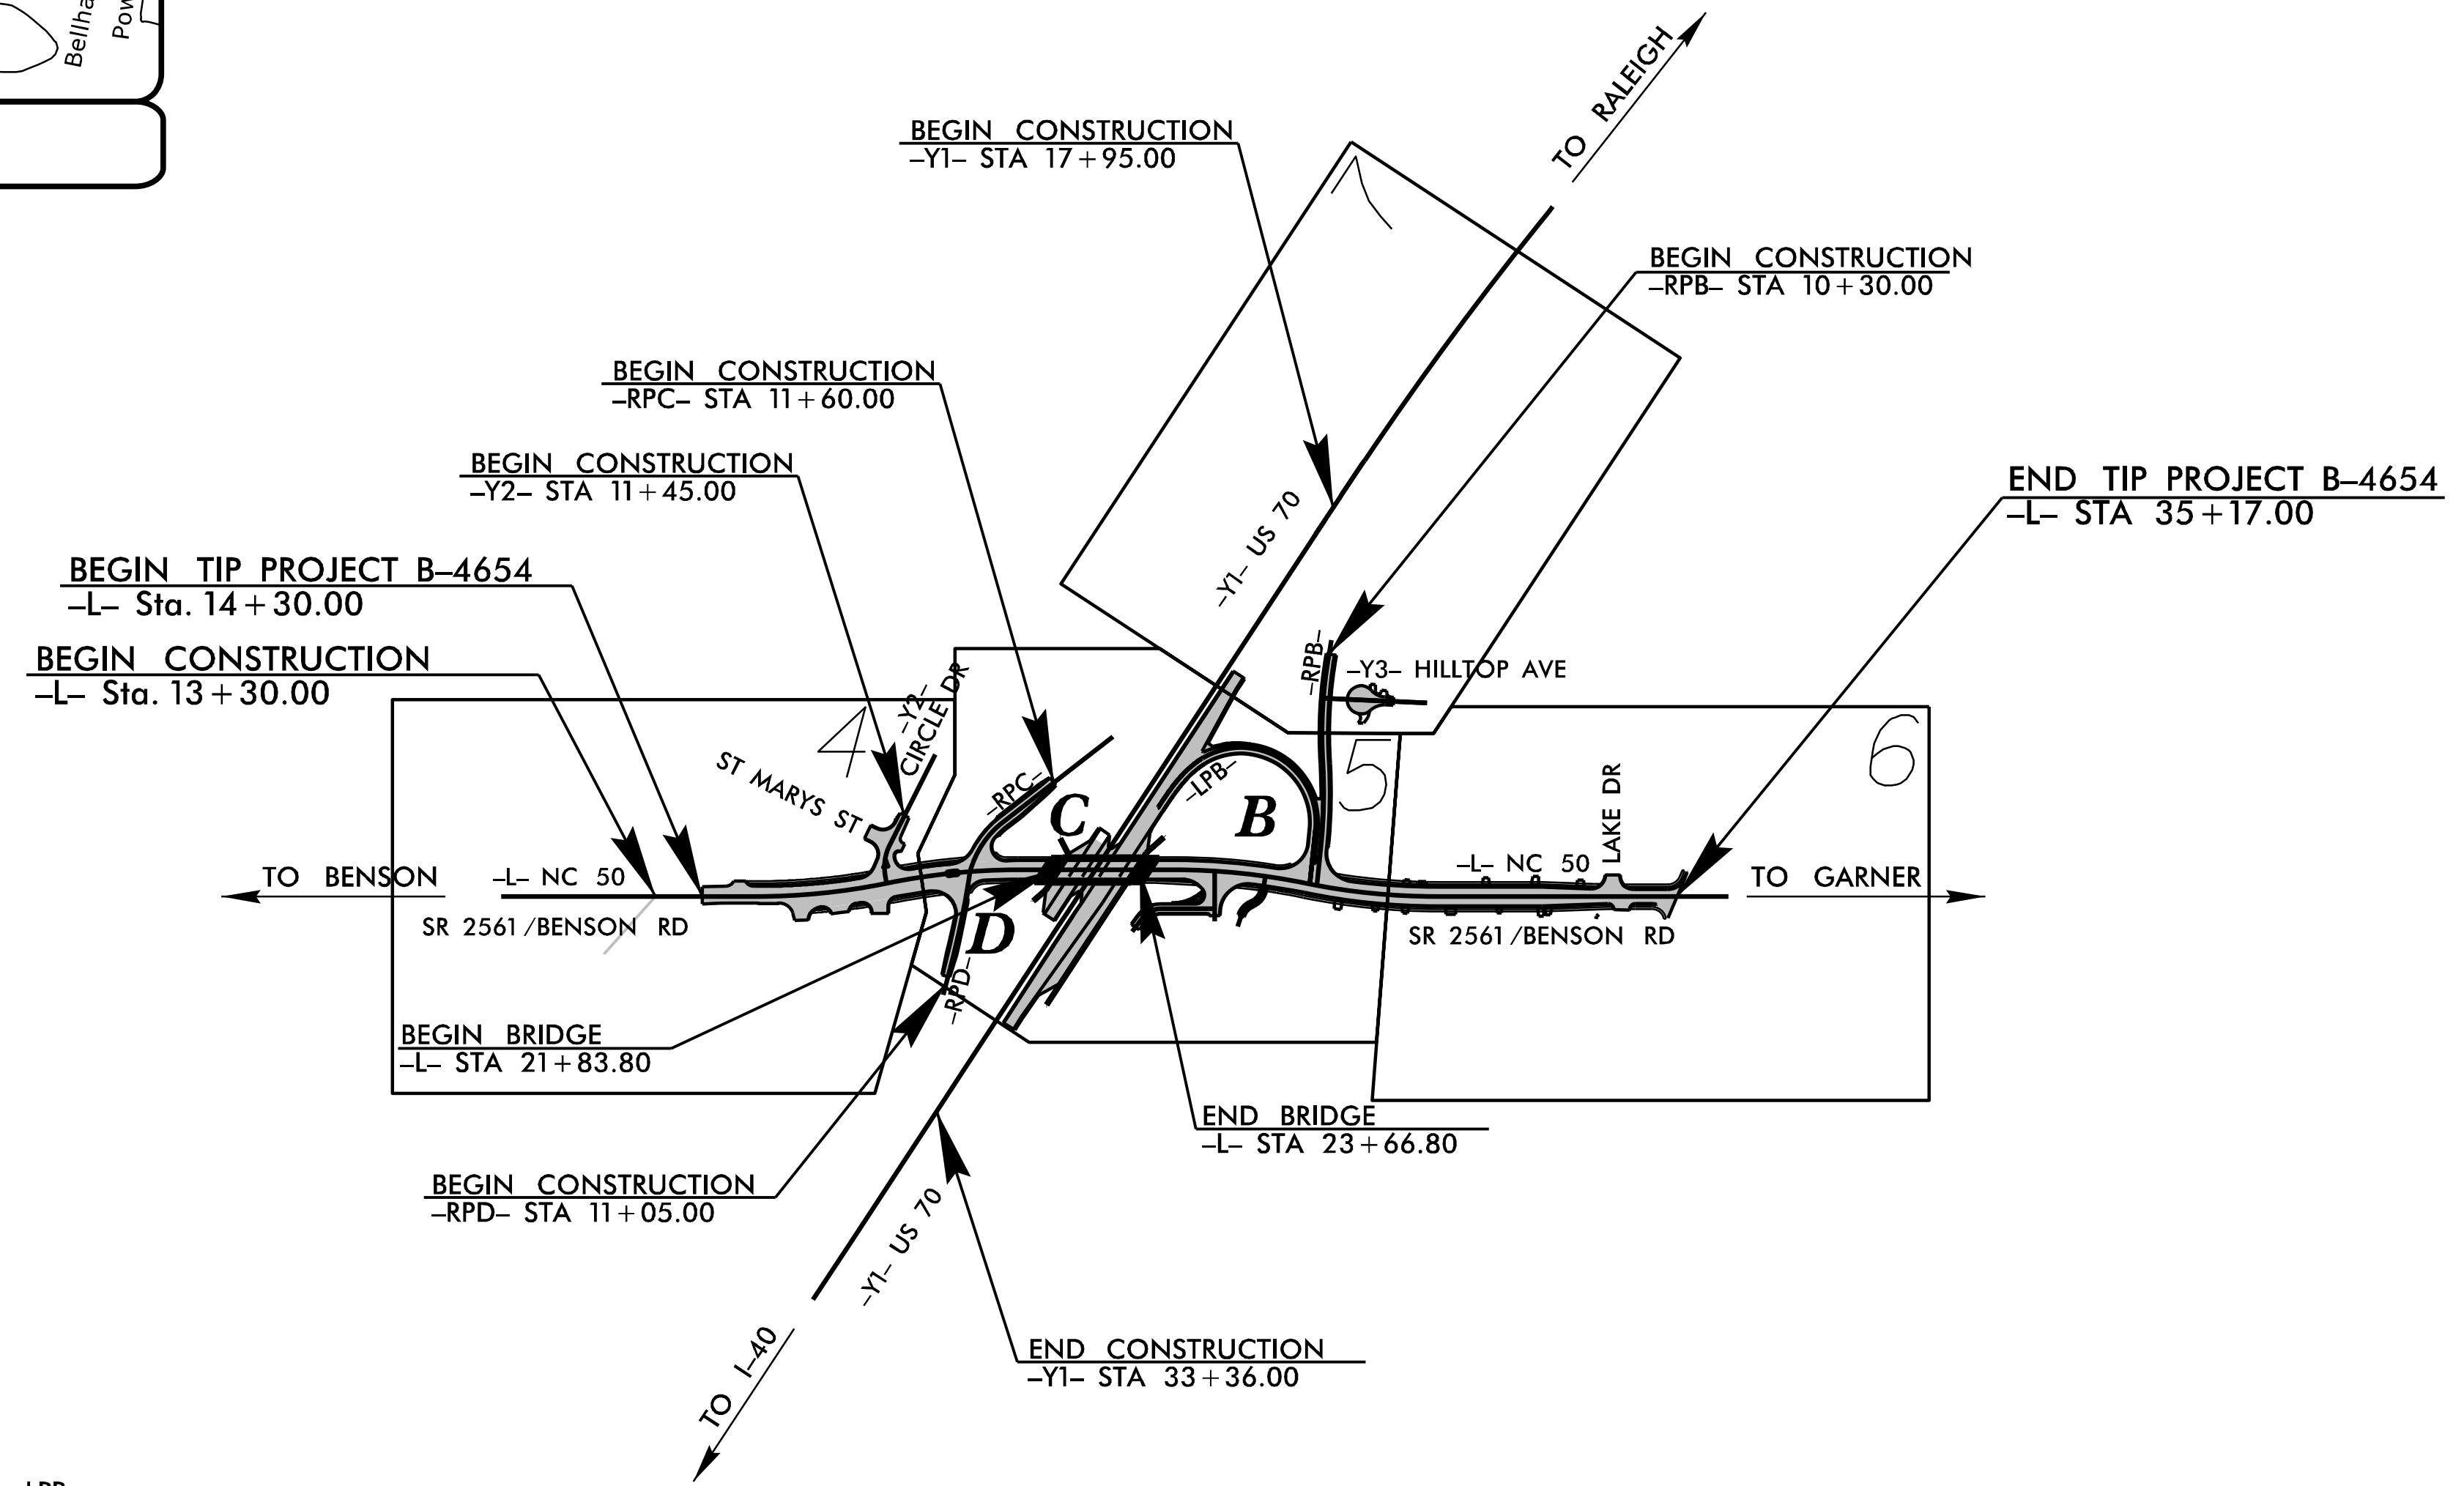 BEGIN CONSTRUCTION
–Y1– STA 17+95.00
TO RALEIGH
BEGIN CONSTRUCTION
–RPB– STA 10+30.00
BEGIN CONSTRUCTION
–RPC– STA 11+60.00
BEGIN CONSTRUCTION
–Y2– STA 11+45.00
END TIP PROJECT B–4654
–L– STA 35+17.00
BEGIN TIP PROJECT B–4654
–L– Sta. 14+30.00
BEGIN CONSTRUCTION
–L– Sta. 13+30.00
–Y1– US 70
–RPB–
–Y3– HILLTOP AVE
–Y2–
CIRCLE DR
4
ST MARYS ST
–RPC–
–LPB–
C
B
5
6
LAKE DR
TO BENSON
–L– NC 50
SR 2561/BENSON RD
–L– NC 50
TO GARNER
SR 2561/BENSON RD
D
–RPD–
BEGIN BRIDGE
–L– STA 21+83.80
END BRIDGE
–L– STA 23+66.80
BEGIN CONSTRUCTION
–RPD– STA 11+05.00
–Y1– US 70
END CONSTRUCTION
–Y1– STA 33+36.00
TO I–40